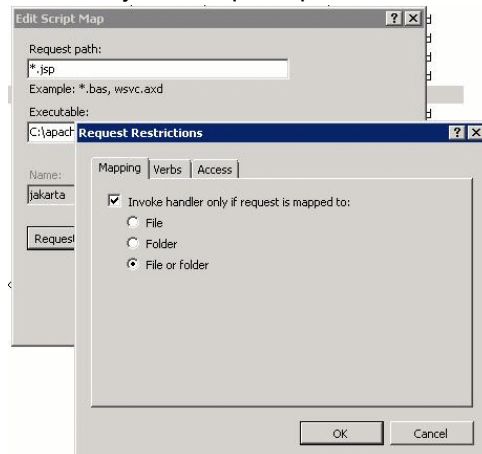 Edit Script Map
Request path:
*.jsp
Example: *.bas, wsvc.axd
Executable:
C:\apach
Request Restrictions
Name:
jakarta
Request
Mapping
Verbs
Access
Invoke handler only if request is mapped to:
File
Folder
File or folder
OK
Cancel